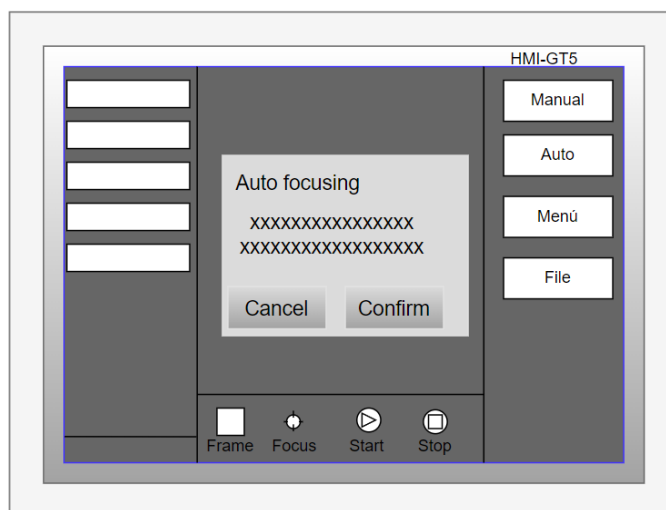 HMI-GT5
Manual
Auto
Menú
File
Auto focusing
xxxxxxxxxxxxxxxx
xxxxxxxxxxxxxxxxxx
Cancel Confirm
Frame Focus Start Stop